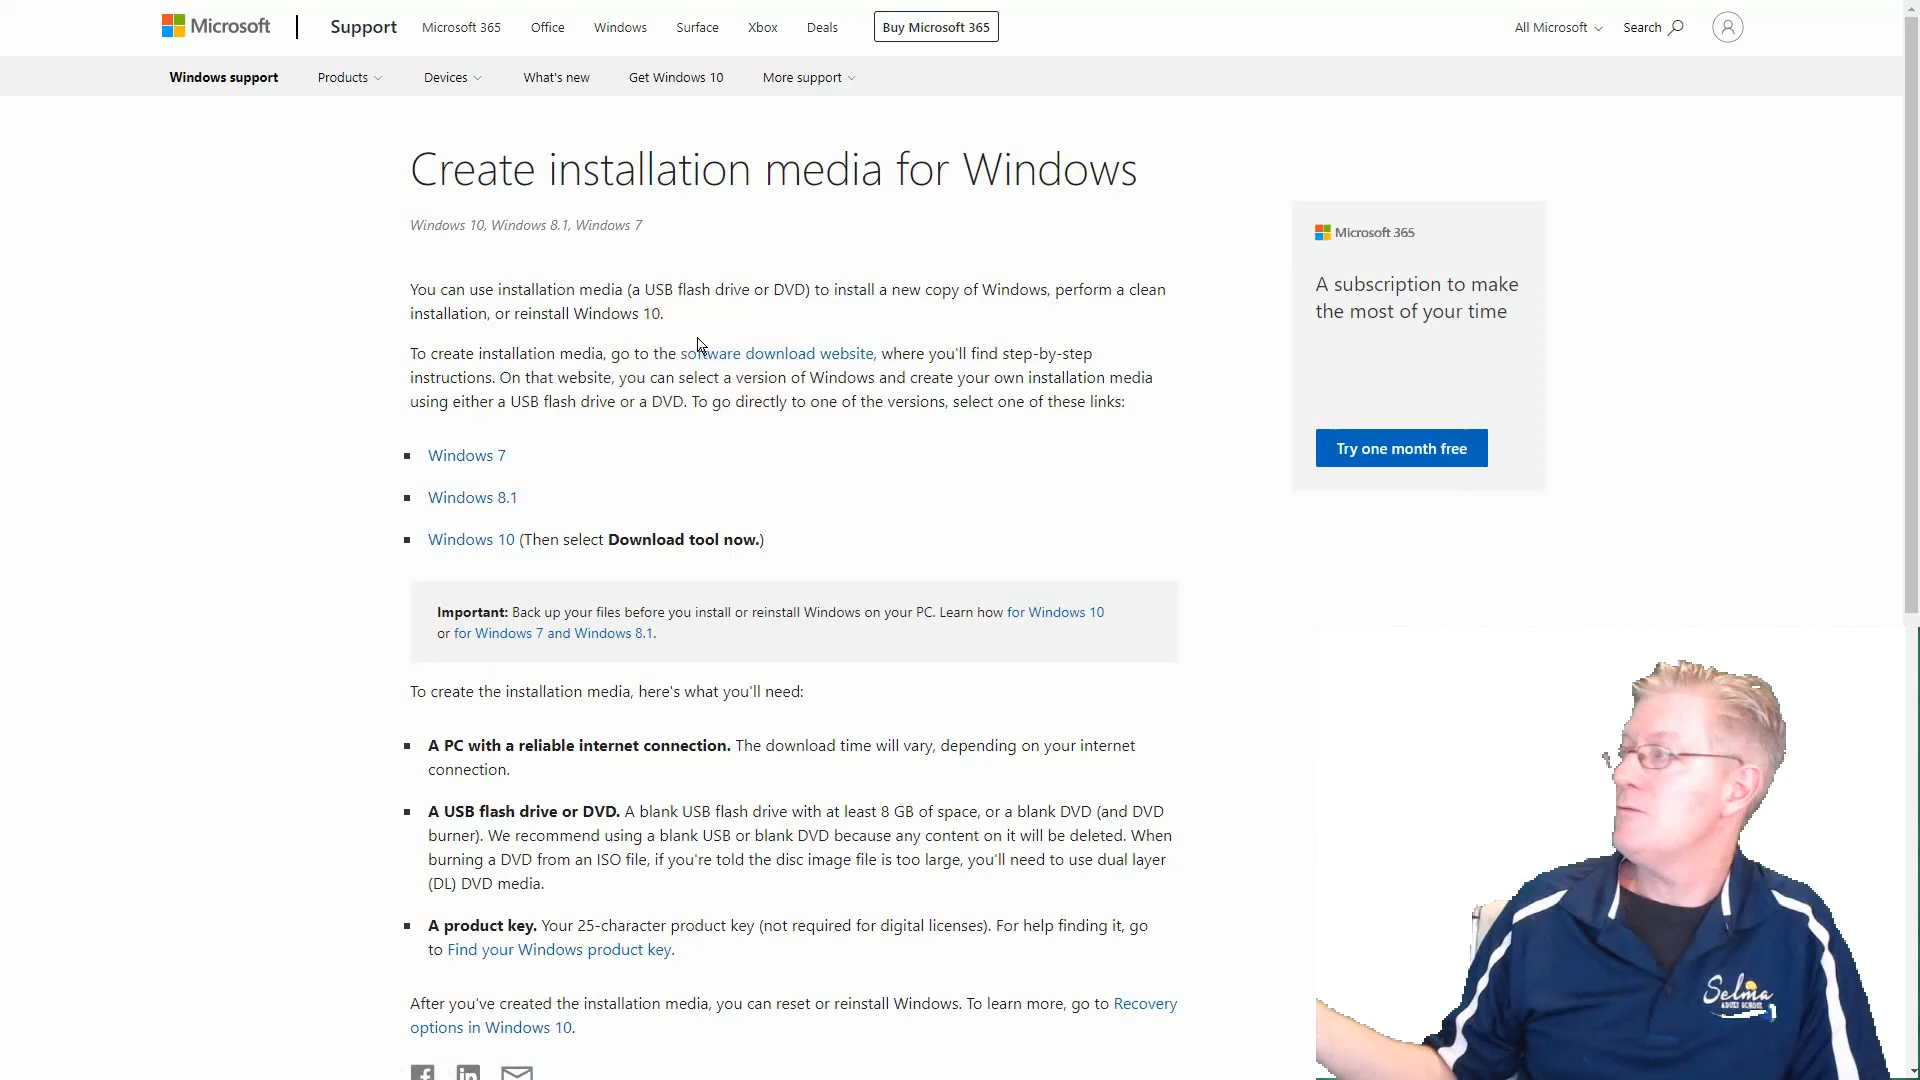 Microsoft
Support
Microsoft 365
Office
Windows
Surface
Xbox
Deals
Buy Microsoft 365
All Microsoft
Search
Windows support
Products
Devices
What's new
Get Windows 10
More support
Create installation media for Windows
Windows 10, Windows 8.1, Windows 7
You can use installation media (a USB flash drive or DVD) to install a new copy of Windows, perform a clean
installation, or reinstall Windows 10.
To create installation media, go to the software download website, where you'll find step-by-step
instructions. On that website, you can select a version of Windows and create your own installation media
using either a USB flash drive or a DVD. To go directly to one of the versions, select one of these links:
Windows 7
Windows 8.1
Windows 10 (Then select Download tool now.)
Important: Back up your files before you install or reinstall Windows on your PC. Learn how for Windows 10
or for Windows 7 and Windows 8.1.
To create the installation media, here's what you'll need:
A PC with a reliable internet connection. The download time will vary, depending on your internet
connection.
A USB flash drive or DVD. A blank USB flash drive with at least 8 GB of space, or a blank DVD (and DVD
burner). We recommend using a blank USB or blank DVD because any content on it will be deleted. When
burning a DVD from an ISO file, if you're told the disc image file is too large, you'll need to use dual layer
(DL) DVD media.
A product key. Your 25-character product key (not required for digital licenses). For help finding it, go
to Find your Windows product key.
After you've created the installation media, you can reset or reinstall Windows. To learn more, go to Recovery
options in Windows 10.
Microsoft 365
A subscription to make
the most of your time
Try one month free
Selma
ADULT SCHOOL